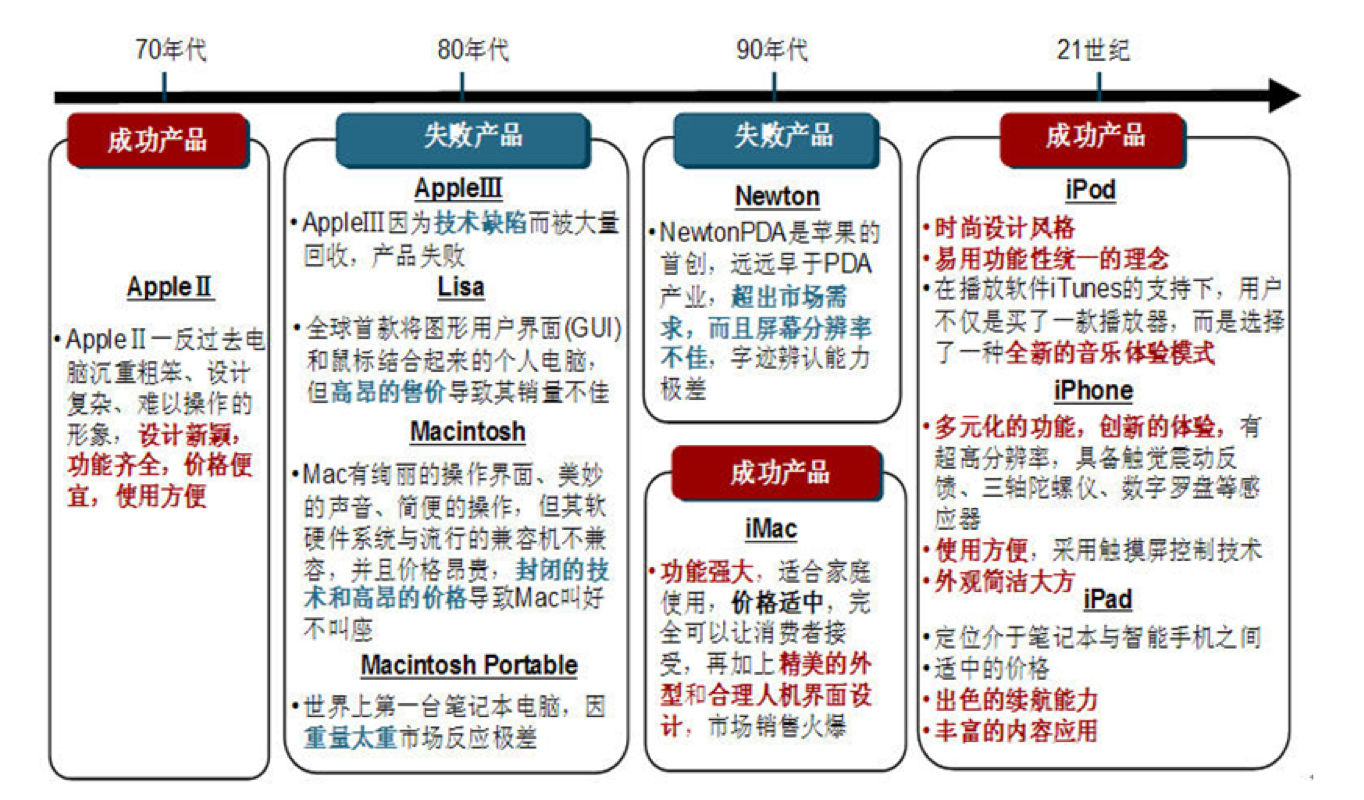 70年代
80年代
90年代
21世纪
成功产品
AppleⅡ
•AppleⅡ一反过去电
脑沉重粗笨、设计
复杂、难以操作的
形象，设计新颖，
功能齐全，价格便
宜，使用方便
失败产品
AppleⅢ
•AppleⅢ因为技术缺陷而被大量
回收，产品失败
Lisa
•全球首款将图形用户界面(GUI)
和鼠标结合起来的个人电脑，
但高昂的售价导致其销量不佳
Macintosh
•Mac有绚丽的操作界面、美妙
的声音、简便的操作，但其软
硬件系统与流行的兼容机不兼
容，并且价格昂贵，封闭的技
术和高昂的价格导致Mac叫好
不叫座
Macintosh Portable
•世界上第一台笔记本电脑，因
重量太重市场反应极差
失败产品
Newton
•NewtonPDA是苹果的
首创，远远早于PDA
产业，超出市场需
求，而且屏幕分辨率
不佳，字迹辨认能力
极差
成功产品
iMac
•功能强大，适合家庭
使用，价格适中，完
全可以让消费者接
受，再加上精美的外
型和合理人机界面设
计，市场销售火爆
成功产品
iPod
•时尚设计风格
•易用功能性统一的理念
•在播放软件iTunes的支持下，用户
不仅是买了一款播放器，而是选择
了一种全新的音乐体验模式
iPhone
•多元化的功能，创新的体验，有
超高分辨率，具备触觉震动反
馈、三轴陀螺仪、数字罗盘等感
应器
•使用方便，采用触摸屏控制技术
•外观简洁大方
iPad
•定位介于笔记本与智能手机之间
•适中的价格
•出色的续航能力
•丰富的内容应用